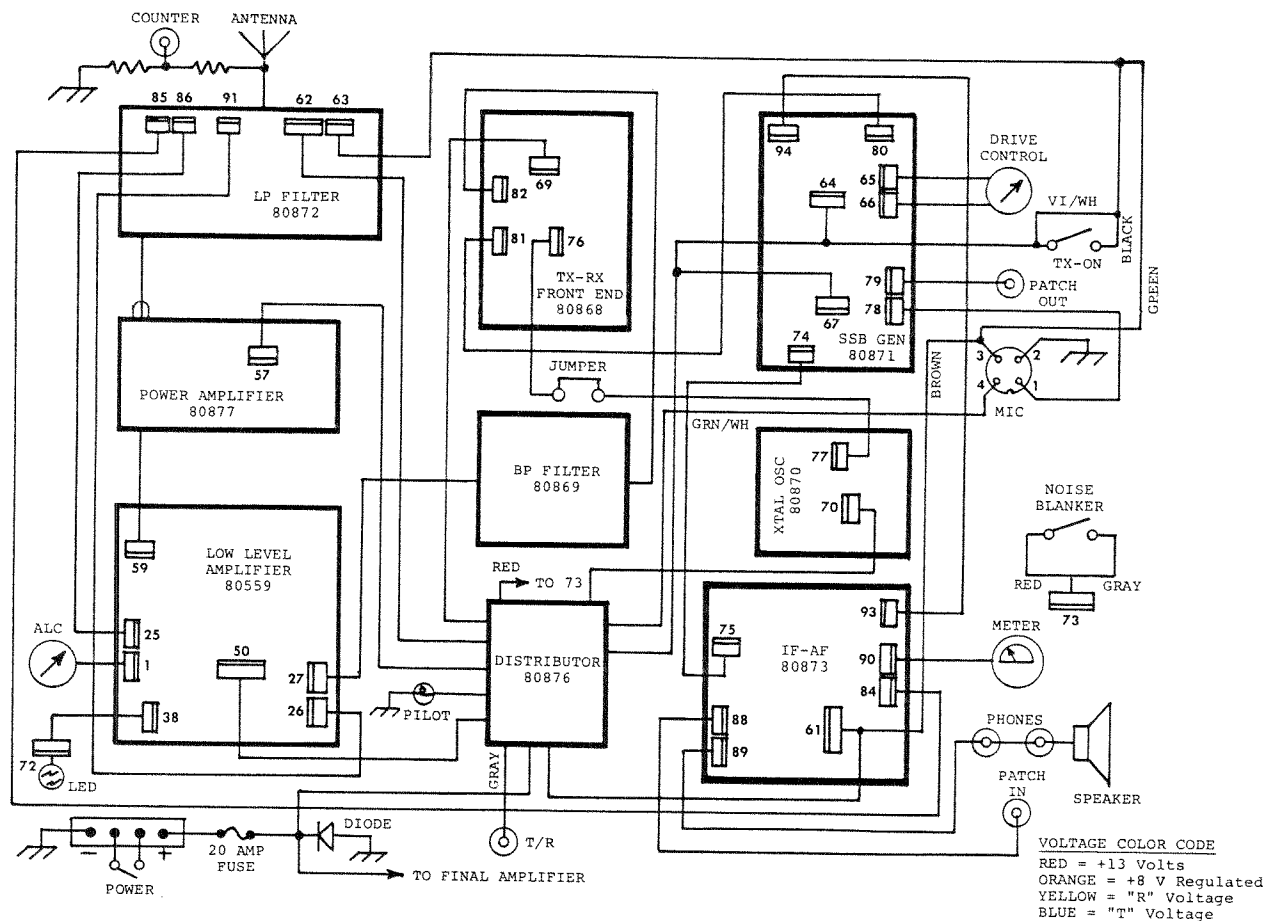 COUNTER
ANTENNA
85
86
91
62
63
LP FILTER
80872
57
POWER AMPLIFIER
80877
59
LOW LEVEL
AMPLIFIER
80559
ALC
25
1
50
27
26
38
72
LED
69
82
81
76
TX-RX
FRONT END
80868
JUMPER
BP FILTER
80869
RED
TO 73
DISTRIBUTOR
80876
PILOT
GRAY
T/R
94
80
64
65
66
DRIVE
CONTROL
VI/WH
TX-ON
BLACK
GREEN
79
78
PATCH
OUT
67
SSB GEN
80871
74
BROWN
3
2
4
1
MIC
GRN/WH
77
XTAL OSC
80870
70
NOISE
BLANKER
RED
GRAY
73
93
75
IF-AF
80873
90
84
METER
88
89
61
PHONES
PATCH
IN
SPEAKER
DIODE
20 AMP
FUSE
–
+
POWER
TO FINAL AMPLIFIER
VOLTAGE COLOR CODE
RED = +13 Volts
ORANGE = +8 V Regulated
YELLOW = "R" Voltage
BLUE = "T" Voltage